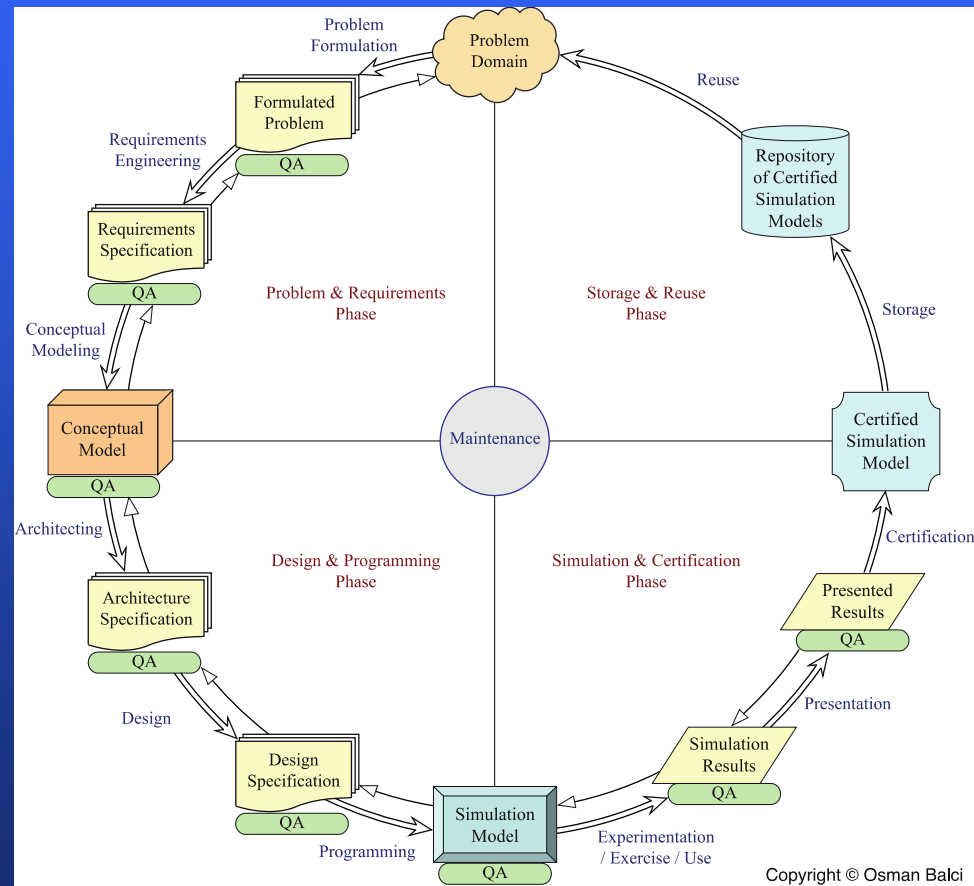 Problem
Formulation
Problem
Domain
Reuse
Formulated
Problem
QA
Requirements
Engineering
Repository
of Certified
Simulation
Models
Requirements
Specification
QA
Problem & Requirements
Phase
Storage & Reuse
Phase
Storage
Conceptual
Modeling
Conceptual
Model
QA
Maintenance
Certified
Simulation
Model
Architecting
Certification
Design & Programming
Phase
Simulation & Certification
Phase
Architecture
Specification
QA
Presented
Results
QA
Design
Presentation
Design
Specification
QA
Simulation
Results
QA
Programming
Simulation
Model
QA
Experimentation
/ Exercise / Use
Copyright © Osman Balci